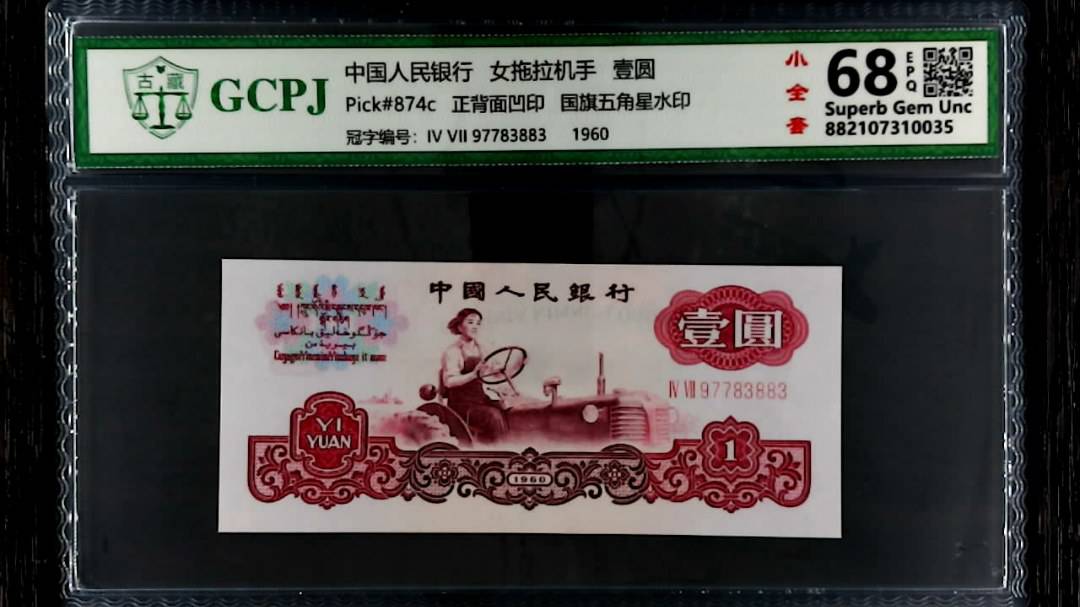 古藏
GCPJ
中国人民银行 女拖拉机手 壹圆
Pick#874c 正背面凹印 国旗五角星水印
冠字编号: IV VII 97783883 1960
小全套
68
EPQ
Superb Gem Unc
882107310035
中國人民銀行
壹圓
IV VII 97783883
YI
YUAN
1960
1